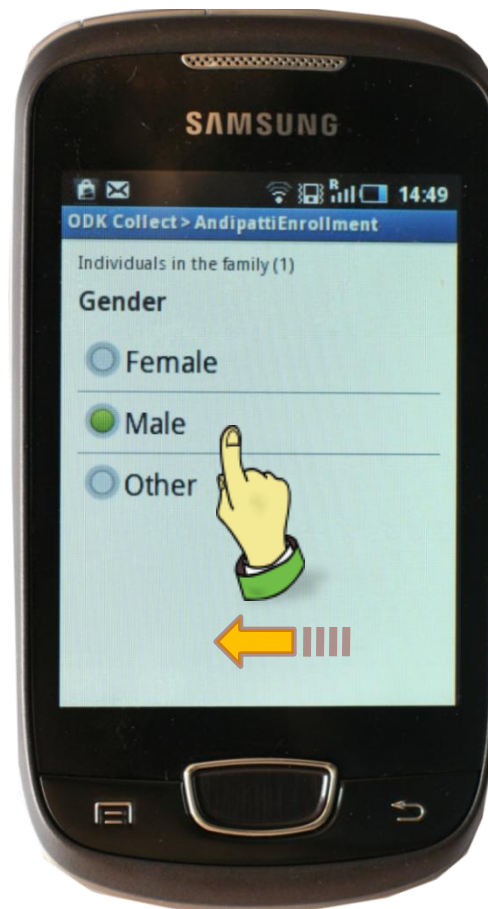 SAMSUNG
R 14:49
ODK Collect > AndipattiEnrollment
Individuals in the family (1)
Gender
Female
Male
Other